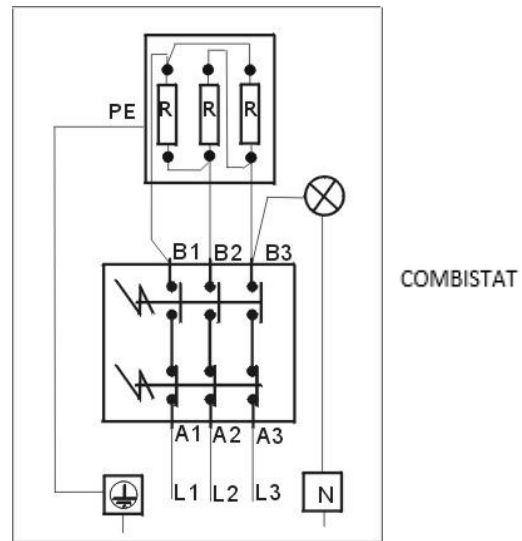 PE
R R R
B1 B2 B3
COMBISTAT
A1 A2 A3
L1 L2 L3
N